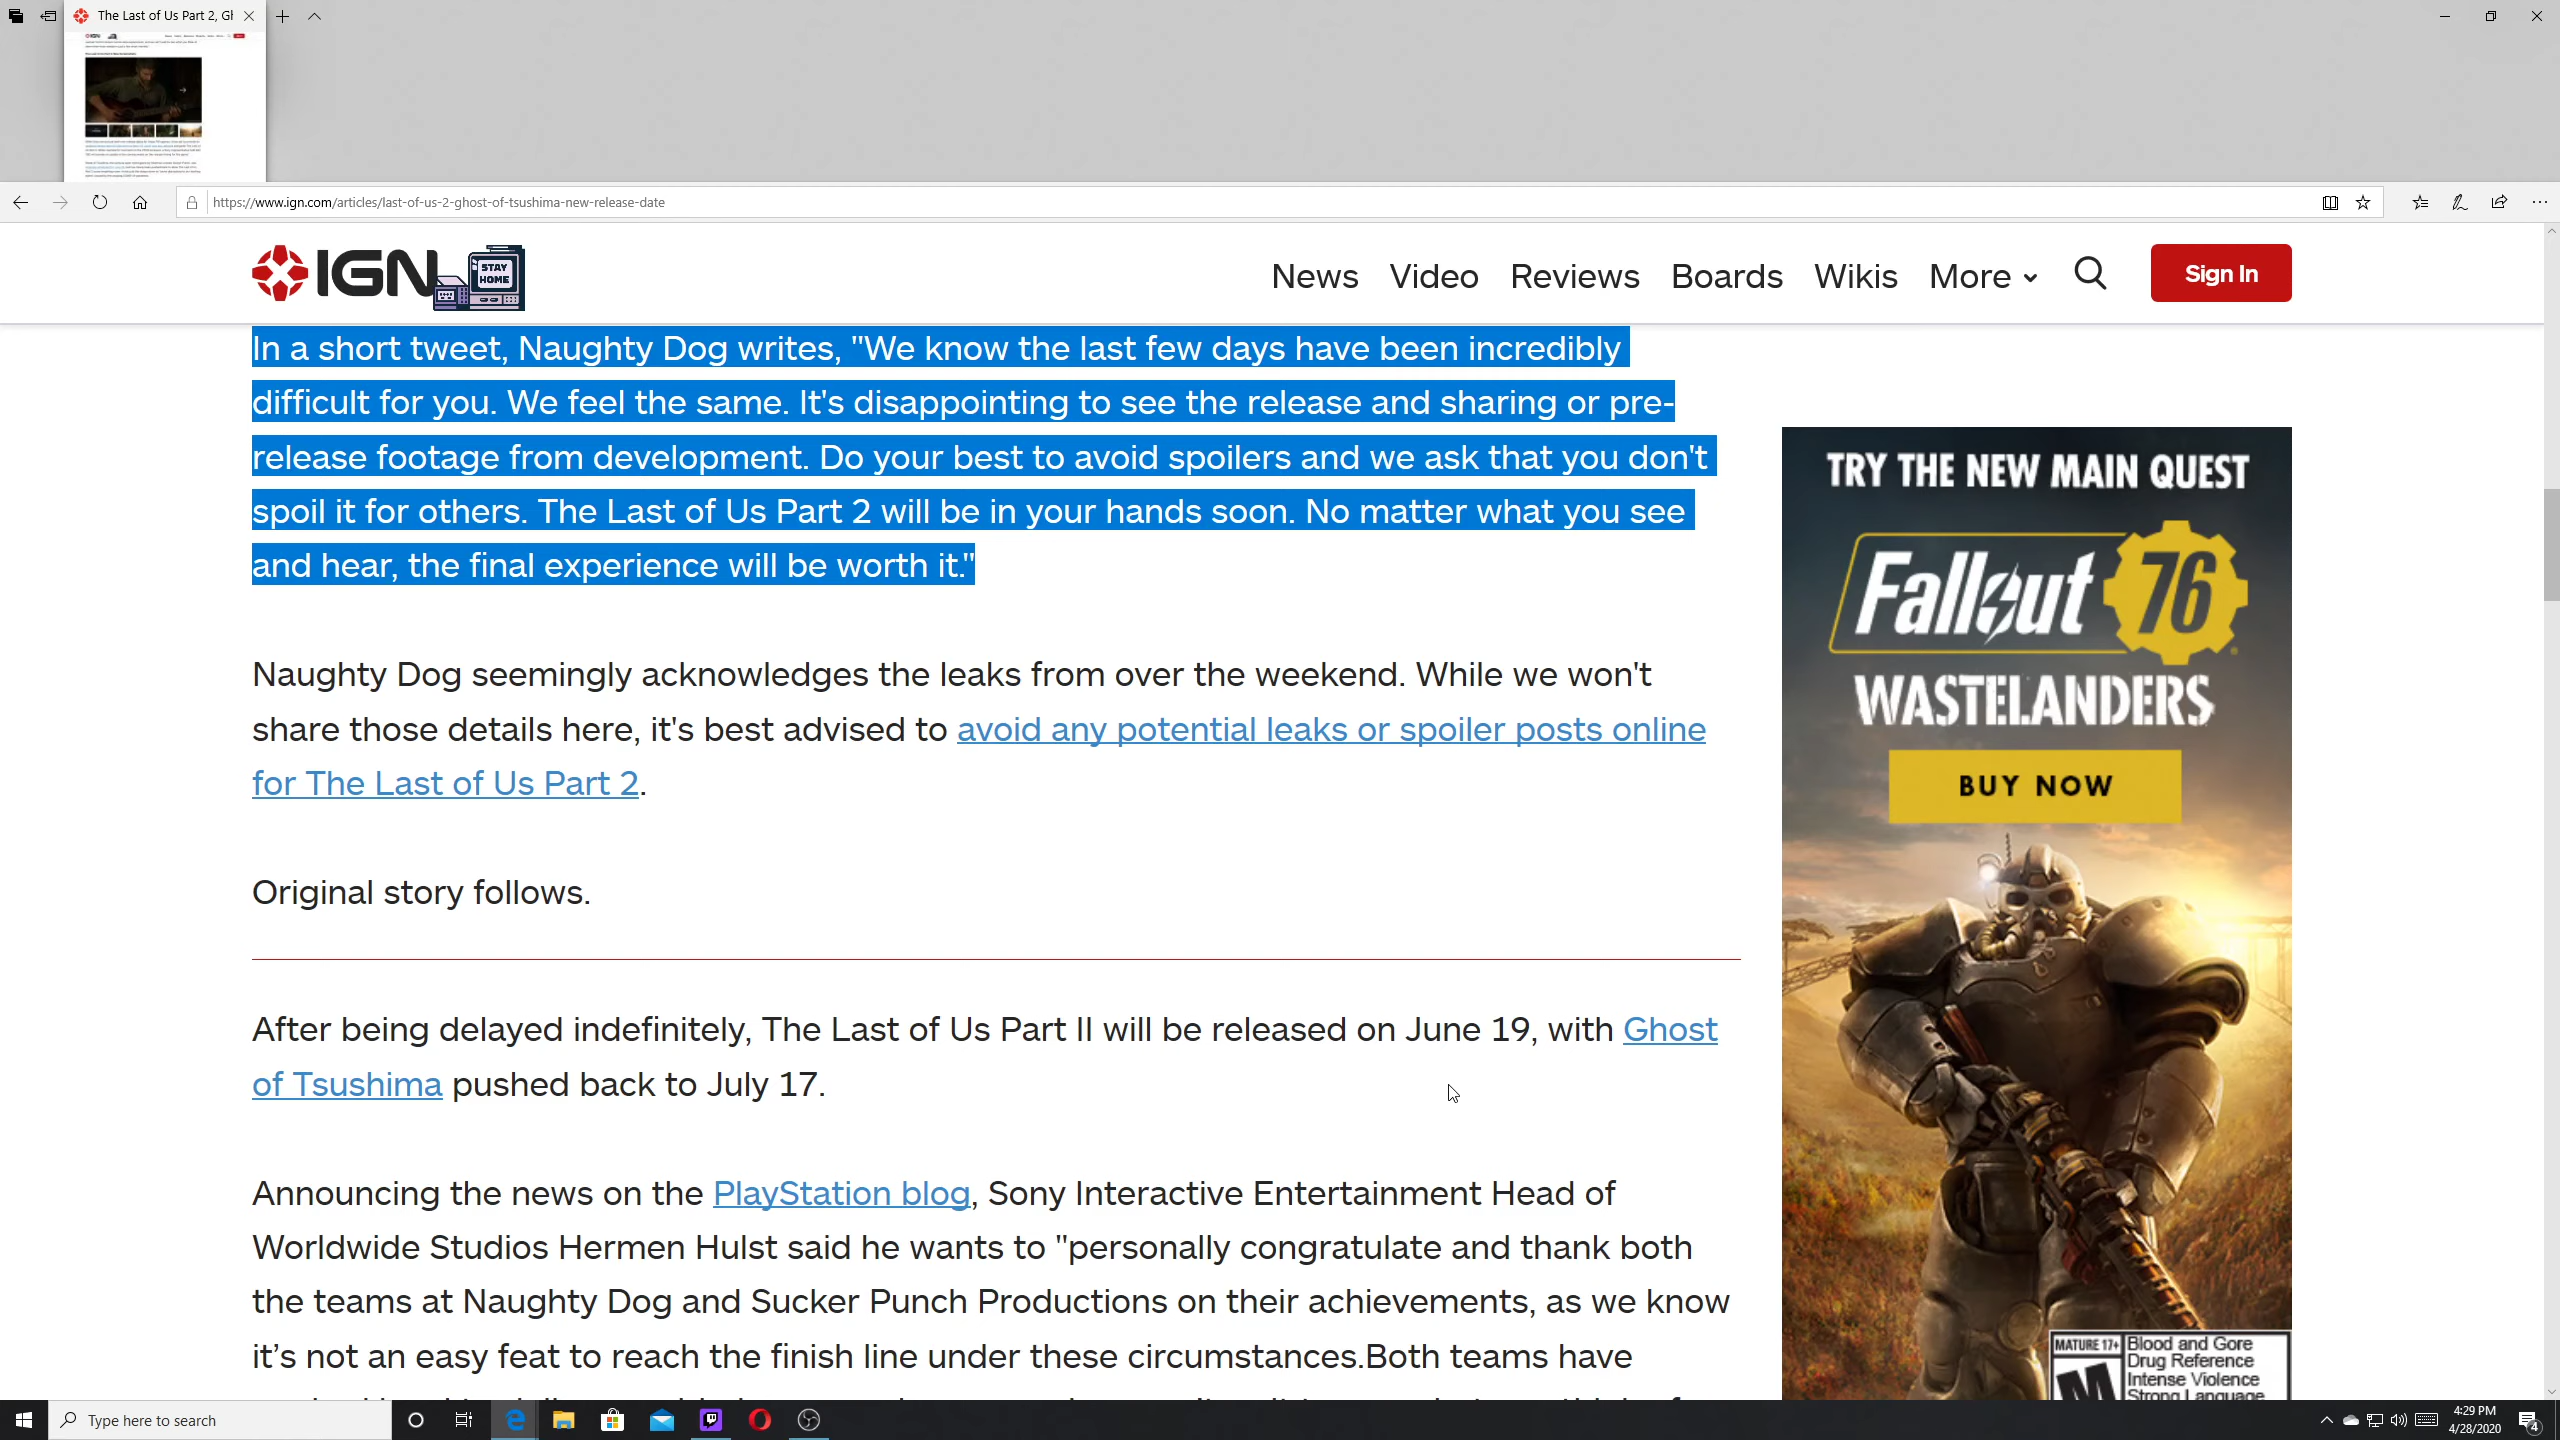 The Last of Us Part 2, Gh
https://www.ign.com/articles/last-of-us-2-ghost-of-tsushima-new-release-date
IGN
STAY
HOME
News Video Reviews Boards Wikis More
Sign In
In a short tweet, Naughty Dog writes, "We know the last few days have been incredibly
difficult for you. We feel the same. It's disappointing to see the release and sharing or pre-
release footage from development. Do your best to avoid spoilers and we ask that you don't
spoil it for others. The Last of Us Part 2 will be in your hands soon. No matter what you see
and hear, the final experience will be worth it."
Naughty Dog seemingly acknowledges the leaks from over the weekend. While we won't
share those details here, it's best advised to avoid any potential leaks or spoiler posts online
for The Last of Us Part 2.
Original story follows.
After being delayed indefinitely, The Last of Us Part II will be released on June 19, with Ghost
of Tsushima pushed back to July 17.
Announcing the news on the PlayStation blog, Sony Interactive Entertainment Head of
Worldwide Studios Hermen Hulst said he wants to "personally congratulate and thank both
the teams at Naughty Dog and Sucker Punch Productions on their achievements, as we know
it’s not an easy feat to reach the finish line under these circumstances.Both teams have
TRY THE NEW MAIN QUEST
Fallout 76
WASTELANDERS
BUY NOW
MATURE 17+
M
Blood and Gore
Drug Reference
Intense Violence
Strong Language
Type here to search
4:29 PM
4/28/2020
4